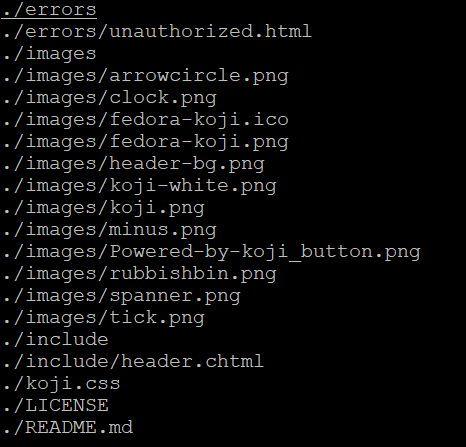 ./errors
./errors/unauthorized.html
./images
./images/arrowcircle.png
./images/clock.png
./images/fedora-koji.ico
./images/fedora-koji.png
./images/header-bg.png
./images/koji-white.png
./images/koji.png
./images/minus.png
./images/Powered-by-koji_button.png
./images/rubbishbin.png
./images/spanner.png
./images/tick.png
./include
./include/header.chtml
./koji.css
./LICENSE
./README.md